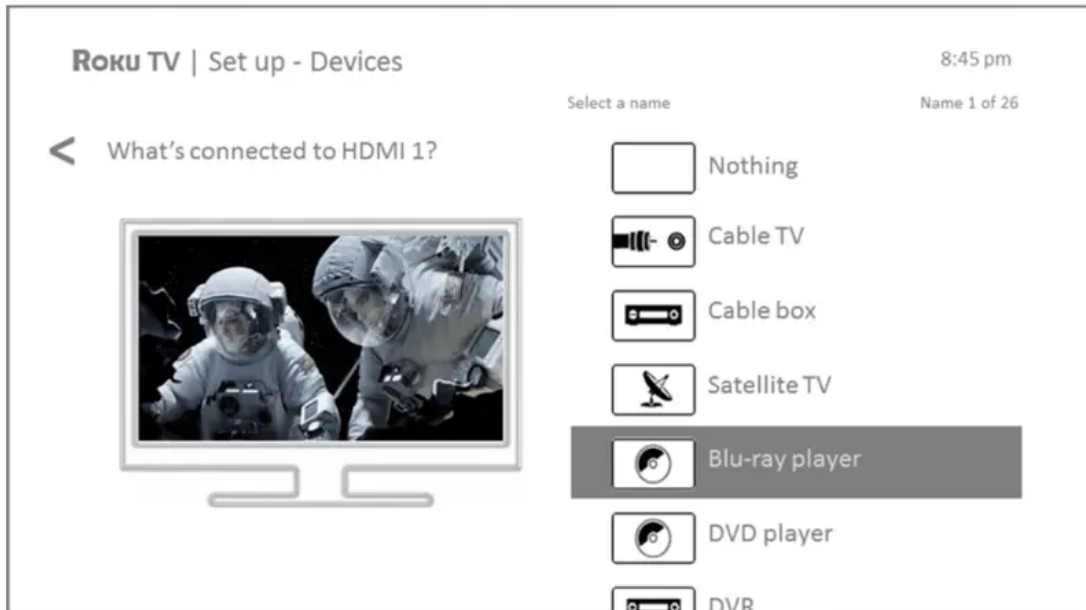 ROKU TV | Set up - Devices
8:45 pm
Select a name
Name 1 of 26
< What's connected to HDMI 1?
Nothing
Cable TV
Cable box
Satellite TV
Blu-ray player
DVD player
DVR